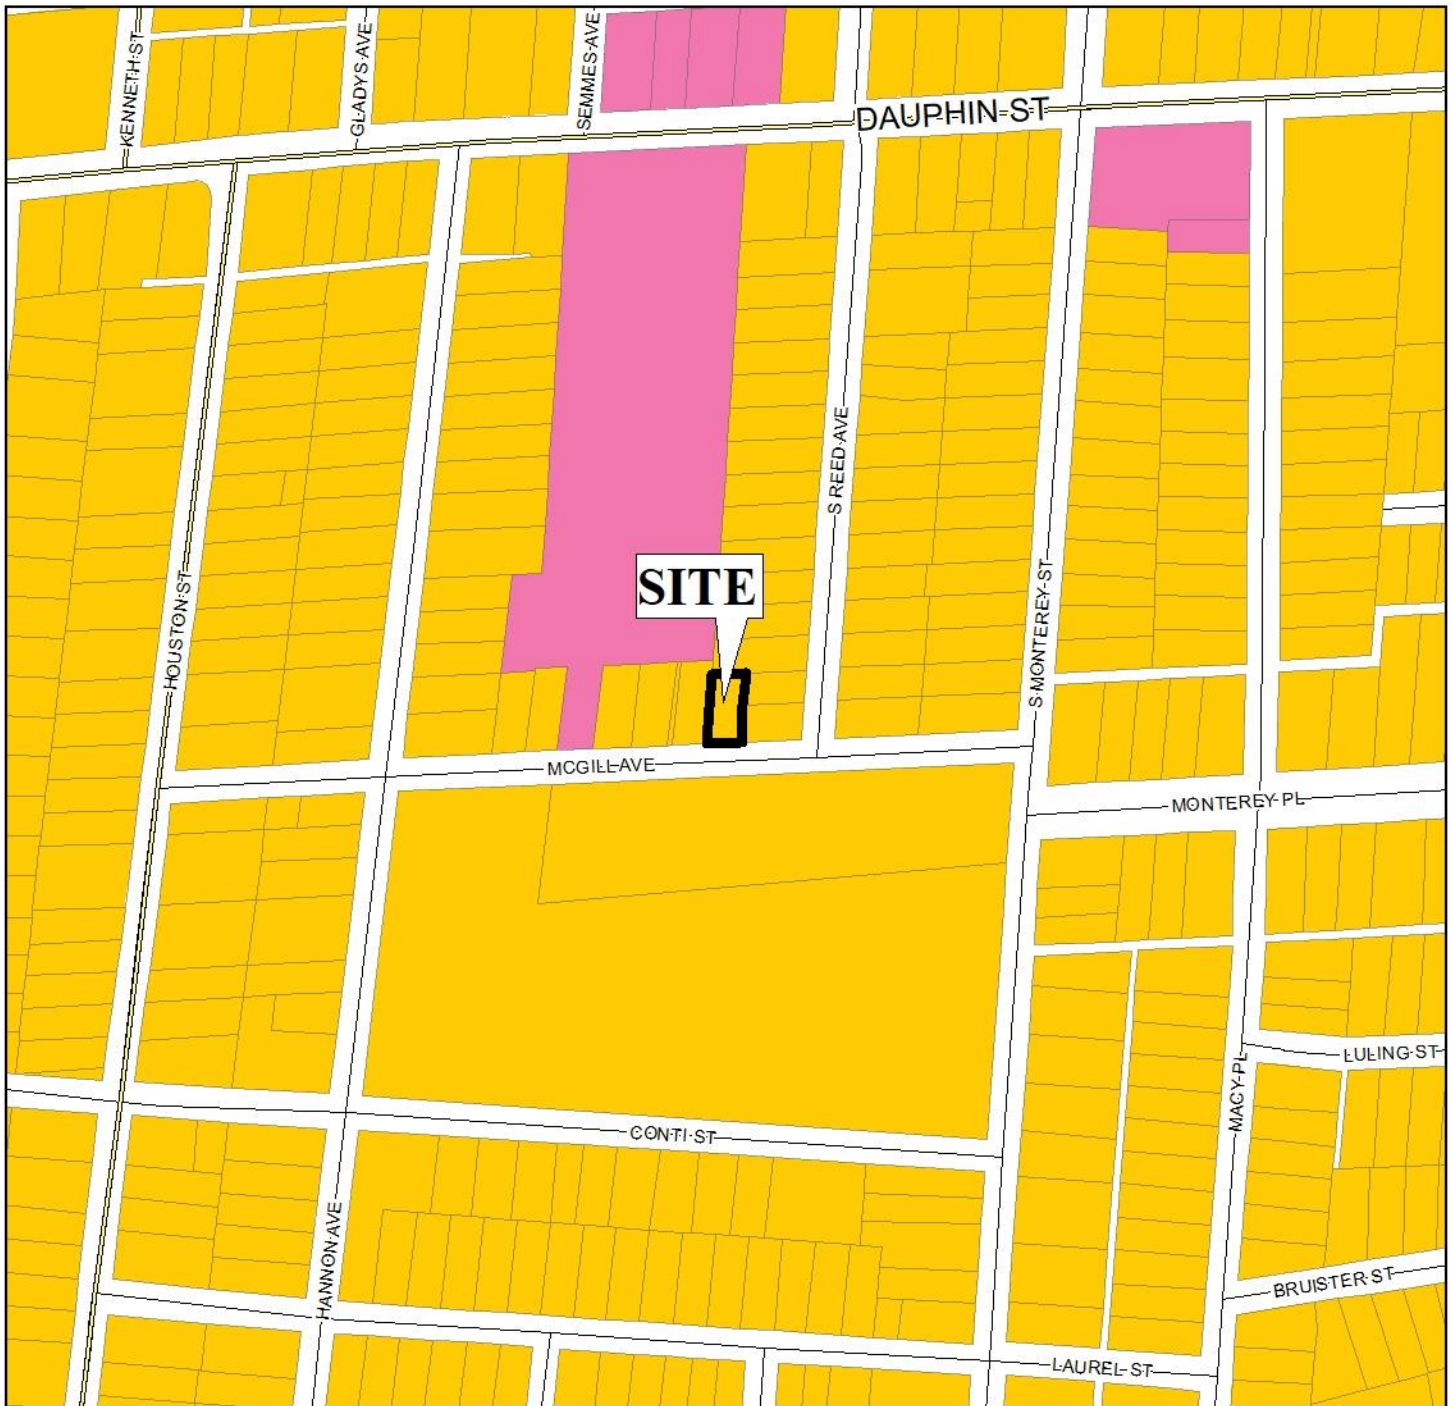 KENNETH ST
GLADYS AVE
SEMMES AVE
DAUPHIN ST
S REED AVE
SITE
HOUSTON ST
S MONTEREY ST
MCGILL AVE
MONTEREY PL
LULING ST
MACY PL
CONTI ST
HANNON AVE
BRUISTER ST
LAUREL ST